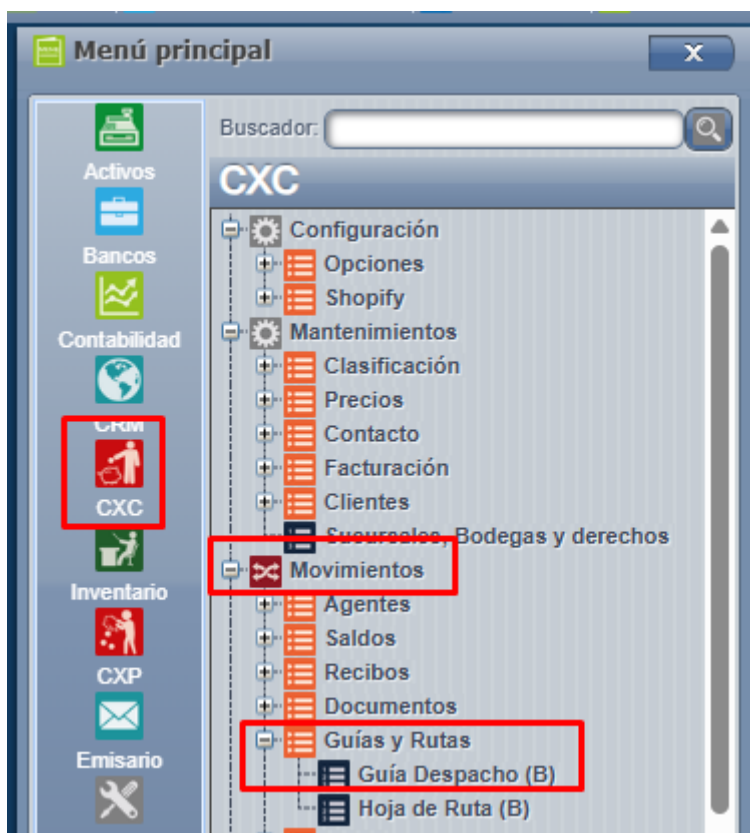 Menú principal
X
Activos
Bancos
Contabilidad
CRM
CXC
Inventario
CXP
Emisario
Buscador:
CXC
Configuración
Opciones
Shopify
Mantenimientos
Clasificación
Precios
Contacto
Facturación
Clientes
Sucursales, Bodegas y derechos
Movimientos
Agentes
Saldos
Recibos
Documentos
Guías y Rutas
Guía Despacho (B)
Hoja de Ruta (B)